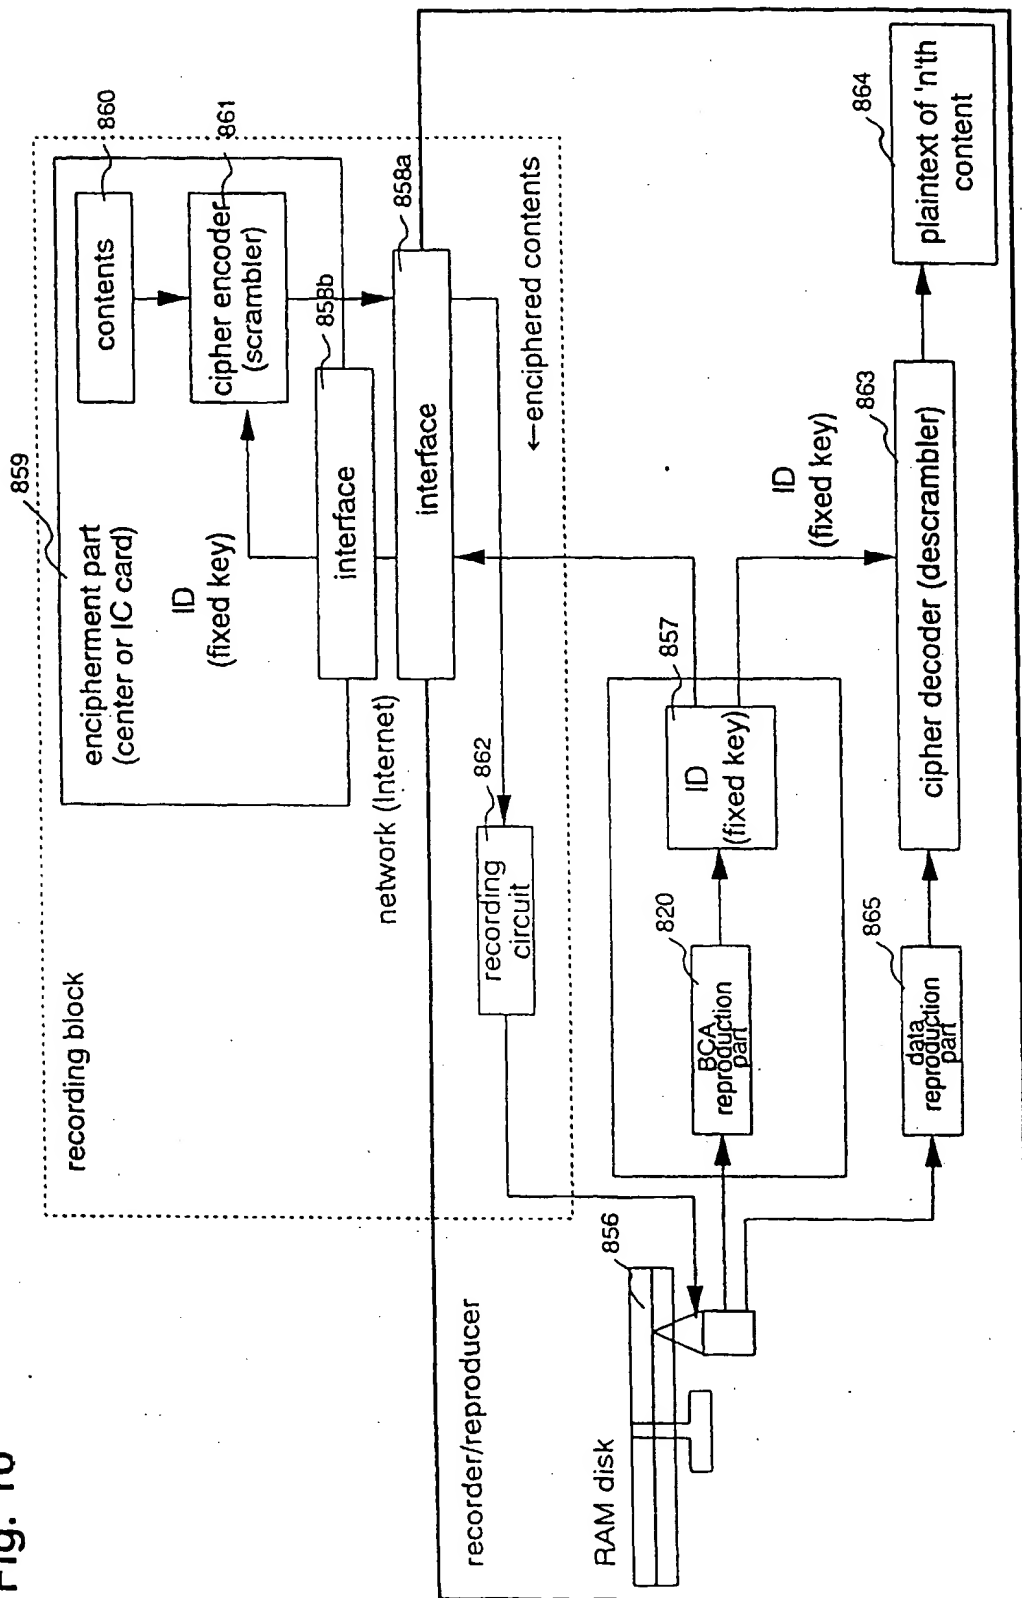 Fig. 16
recording block
859
encipherment part
(center or IC card)
contents
860
cipher encoder
(scrambler)
861
ID
(fixed key)
interface
858b
network (Internet)
interface
858a
←enciphered contents
recording
circuit
862
recorder/reproducer
RAM disk
856
BCA
reproduction
part
820
ID
(fixed key)
857
ID
(fixed key)
data
reproduction
part
865
cipher decoder (descrambler)
863
plaintext of 'n'th
content
864